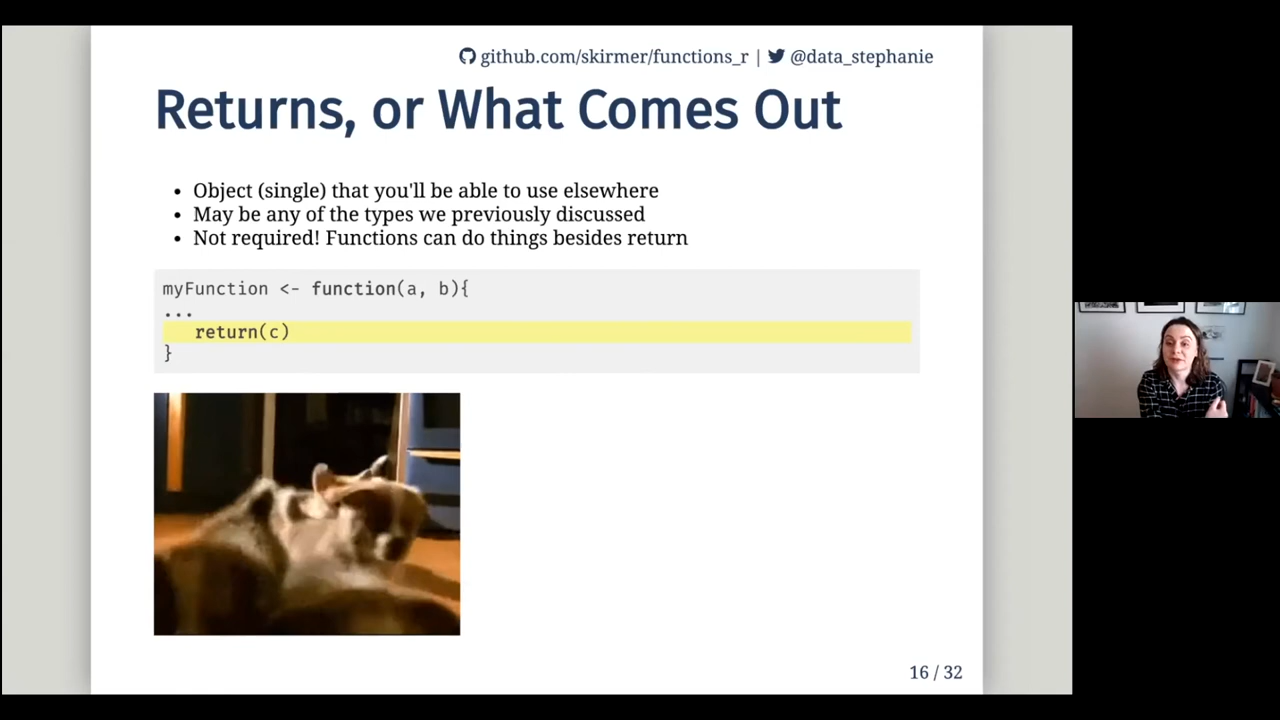 github.com/skirmer/functions_r | @data_stephanie
Returns, or What Comes Out
• Object (single) that you'll be able to use elsewhere
• May be any of the types we previously discussed
• Not required! Functions can do things besides return
myFunction <- function(a, b){
...
return(c)
}
16 / 32